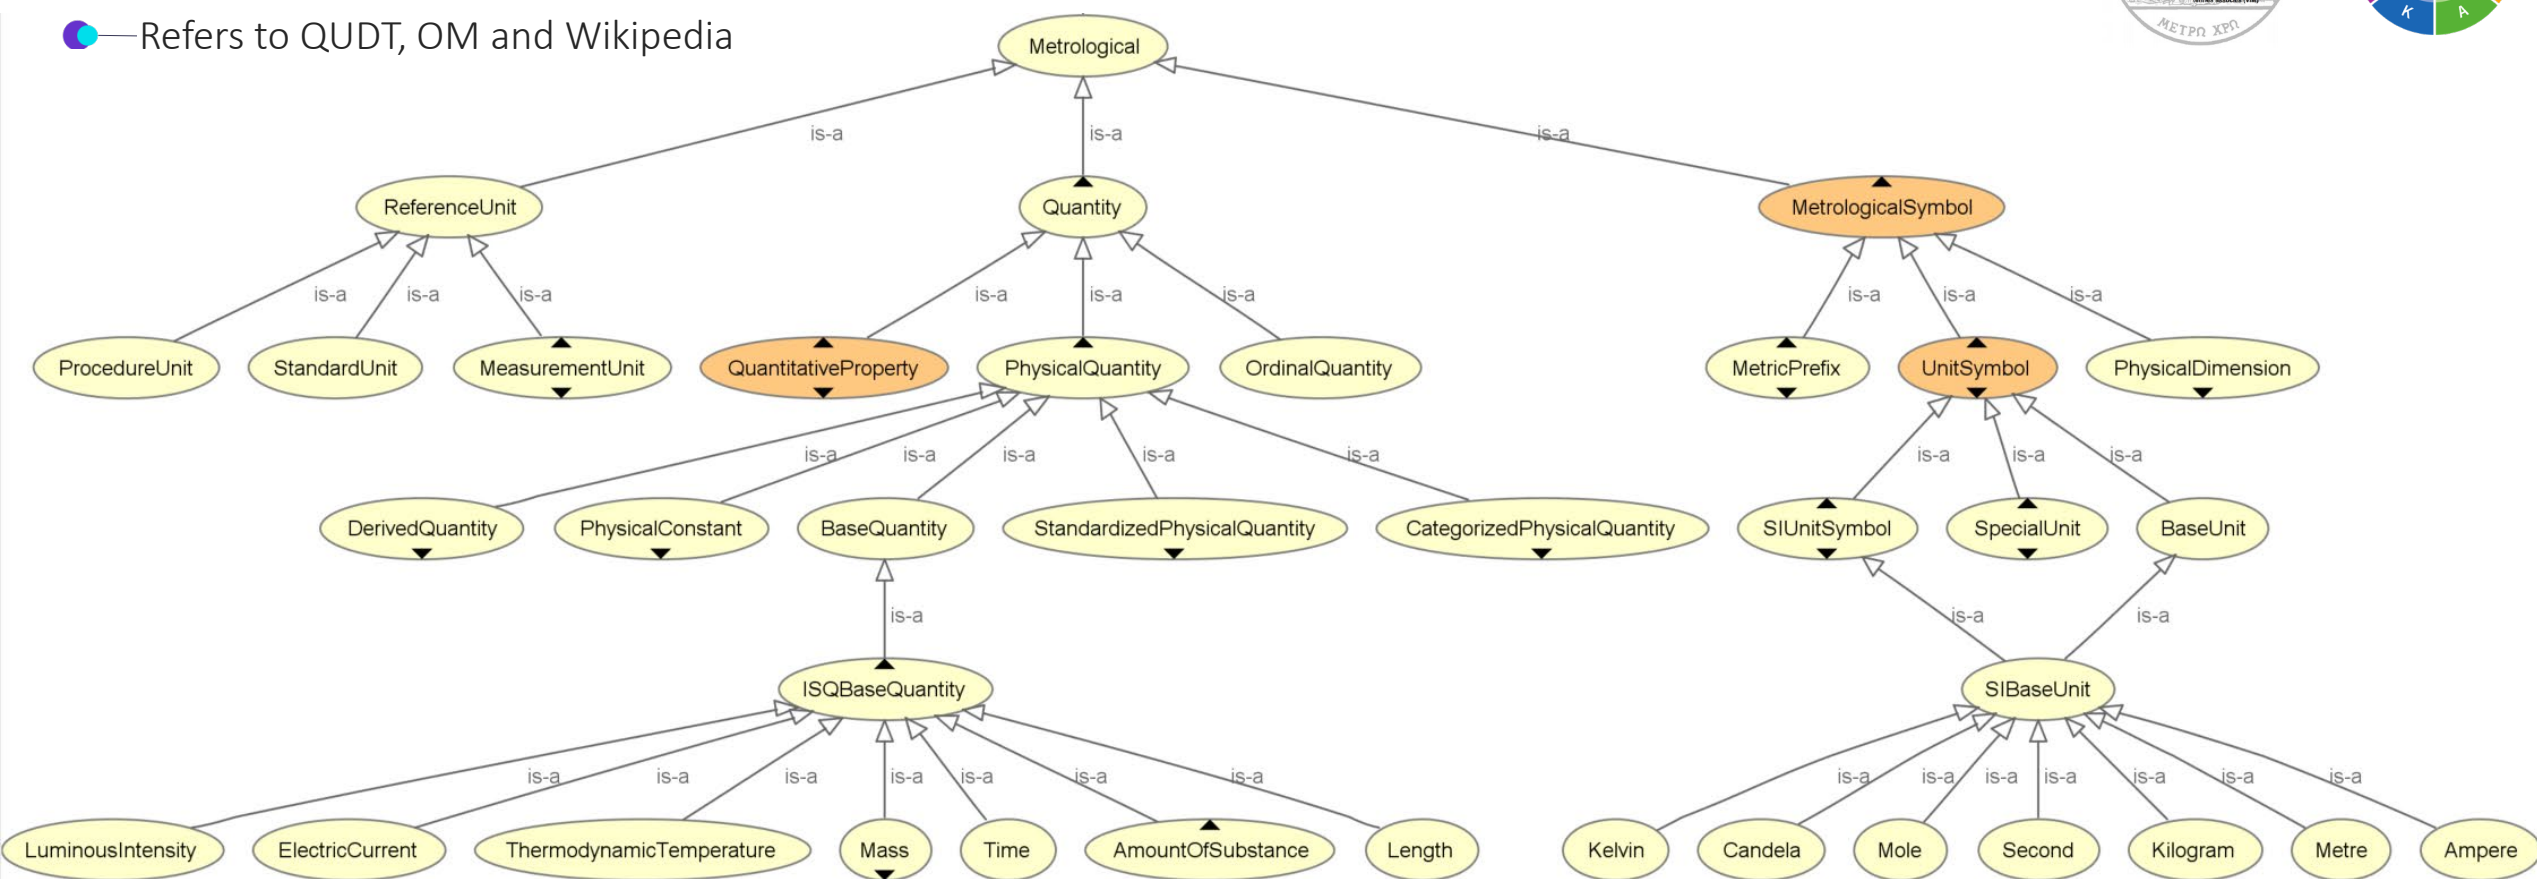 Refers to QUDT, OM and Wikipedia
ΜΕΤΡΩ ΧΡΩ
K A
Metrological
is-a is-a is-a
ReferenceUnit Quantity MetrologicalSymbol
is-a is-a is-a is-a is-a is-a is-a is-a is-a
ProcedureUnit StandardUnit MeasurementUnit QuantitativeProperty PhysicalQuantity OrdinalQuantity MetricPrefix UnitSymbol PhysicalDimension
is-a is-a is-a is-a is-a is-a is-a is-a
DerivedQuantity PhysicalConstant BaseQuantity StandardizedPhysicalQuantity CategorizedPhysicalQuantity SIUnitSymbol SpecialUnit BaseUnit
is-a is-a is-a
ISQBaseQuantity SIBaseUnit
is-a is-a is-a is-a is-a is-a is-a is-a is-a is-a is-a is-a is-a is-a
LuminousIntensity ElectricCurrent ThermodynamicTemperature Mass Time AmountOfSubstance Length Kelvin Candela Mole Second Kilogram Metre Ampere